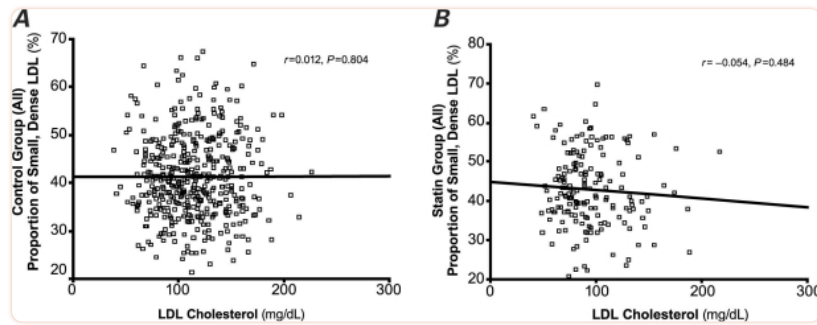 A
Control Group (All)
Proportion of Small, Dense LDL (%)
70
60
50
40
30
20
0
100
200
300
LDL Cholesterol (mg/dL)
r=0.012, P=0.804
B
Statin Group (All)
Proportion of Small, Dense LDL (%)
80
70
60
50
40
30
20
0
100
200
300
LDL Cholesterol (mg/dL)
r= −0.054, P=0.484